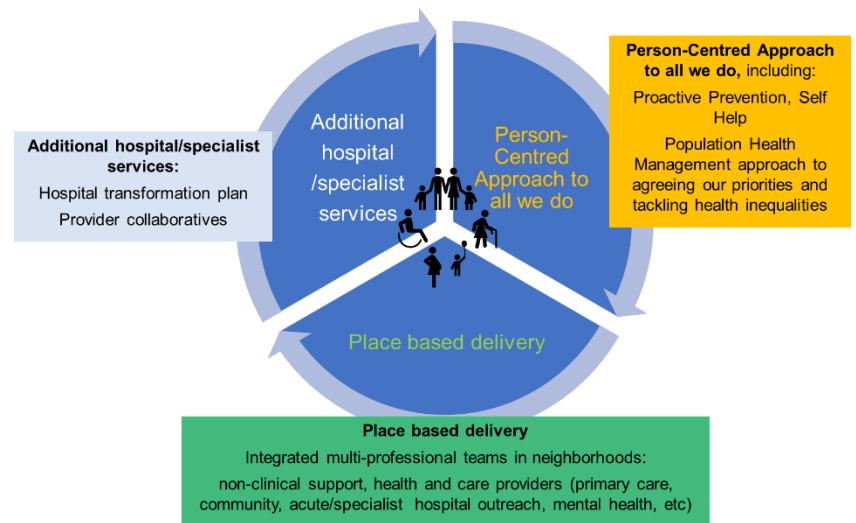 Additional hospital/specialist
services:
Hospital transformation plan
Provider collaboratives
Additional
hospital
/specialist
services
Person-
Centred
Approach to
all we do
Person-Centred Approach
to all we do, including:
Proactive Prevention, Self
Help
Population Health
Management approach to
agreeing our priorities and
tackling health inequalities
Place based delivery
Place based delivery
Integrated multi-professional teams in neighborhoods:
non-clinical support, health and care providers (primary care,
community, acute/specialist hospital outreach, mental health, etc)